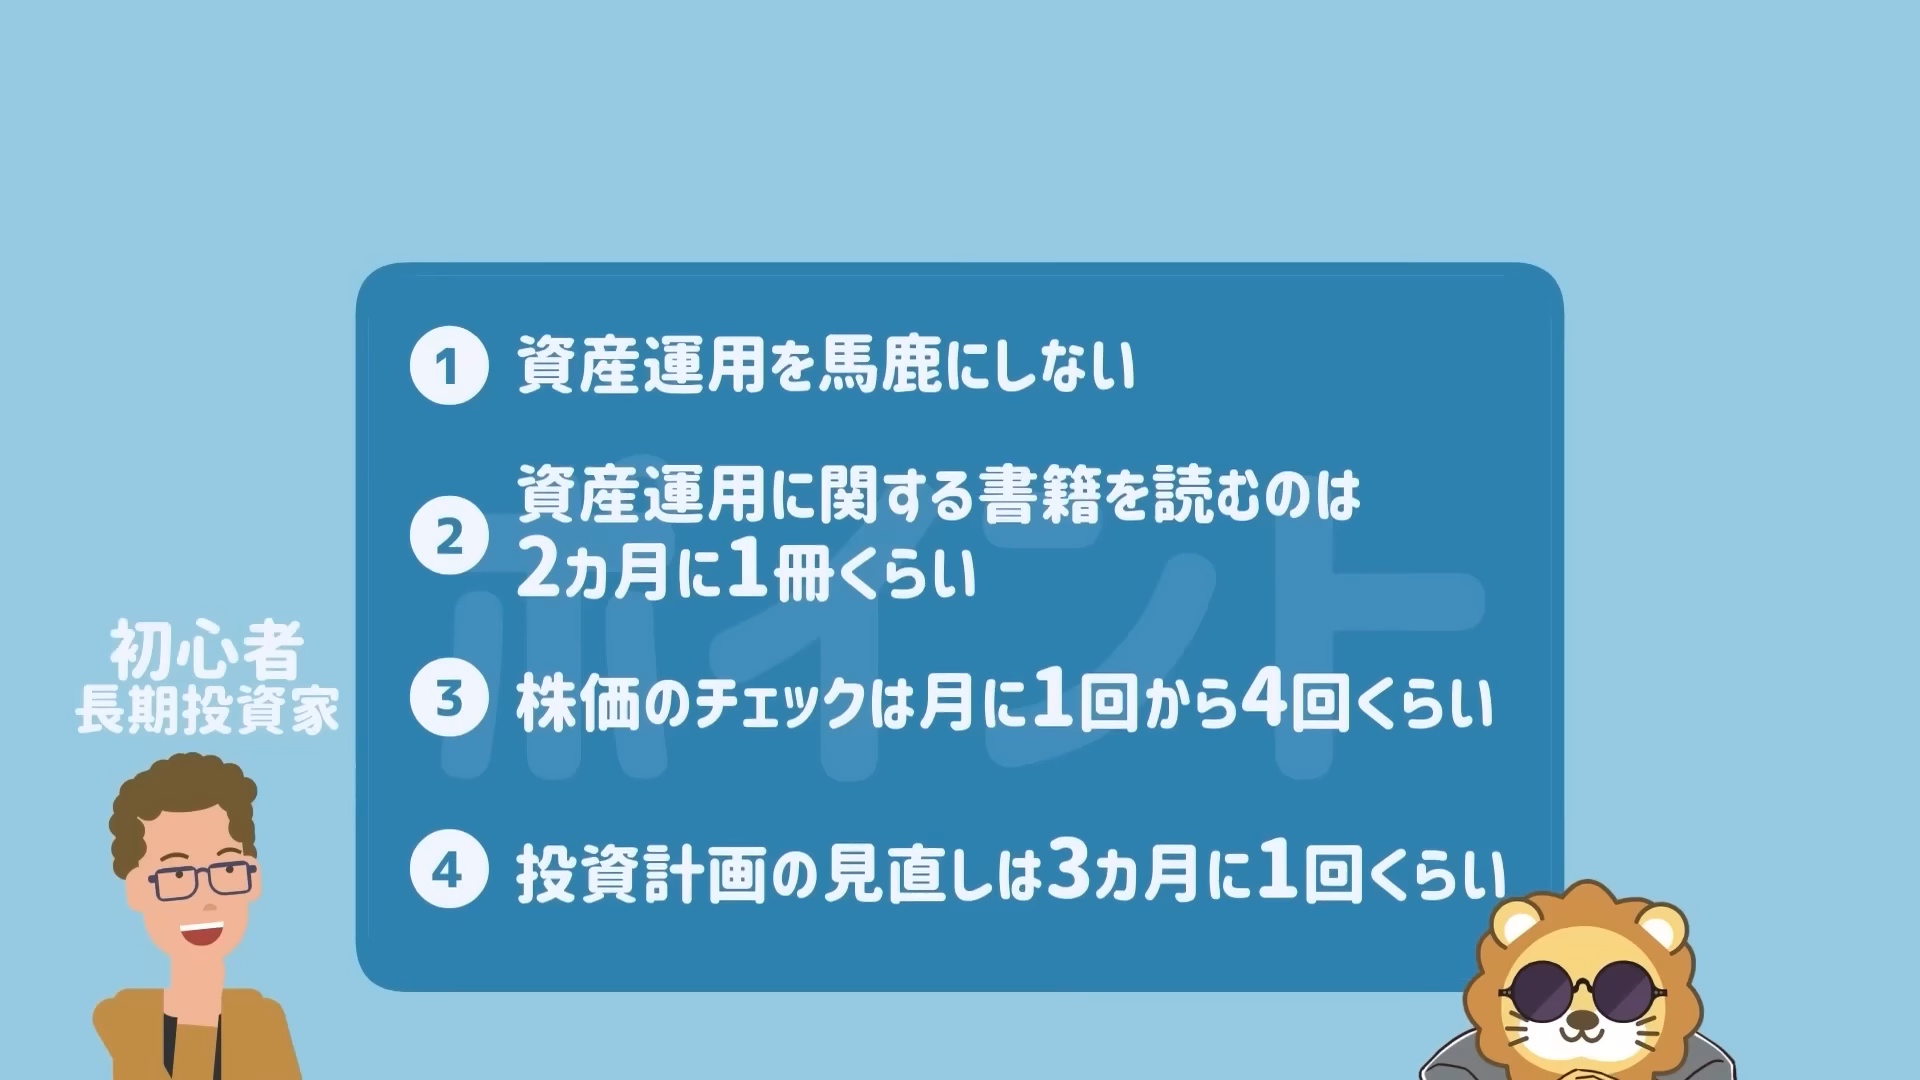 1 資産運用を馬鹿にしない
2 資産運用に関する書籍を読むのは
2カ月に1冊くらい
3 株価のチェックは月に1回から4回くらい
4 投資計画の見直しは3カ月に1回くらい
ポイント
初心者
長期投資家